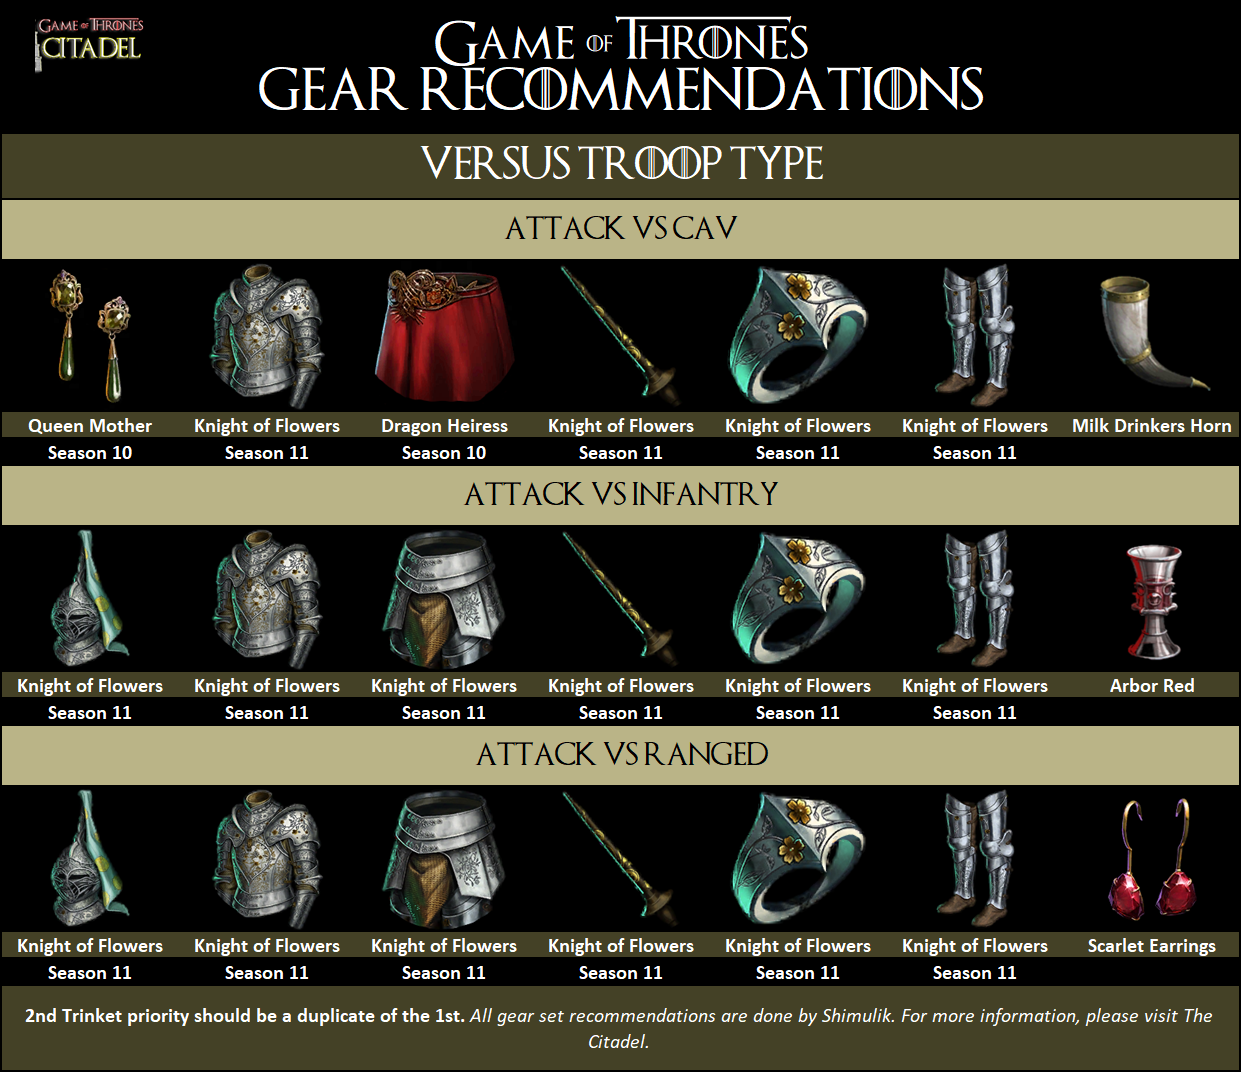 GAME OF THRONES
CITADEL
GAME OF THRONES
GEAR RECOMMENDATIONS
VERSUS TROOP TYPE
ATTACK VS CAV
Queen Mother Knight of Flowers Dragon Heiress Knight of Flowers Knight of Flowers Knight of Flowers Milk Drinkers Horn
Season 10 Season 11 Season 10 Season 11 Season 11 Season 11
ATTACK VS INFANTRY
Knight of Flowers Knight of Flowers Knight of Flowers Knight of Flowers Knight of Flowers Knight of Flowers Arbor Red
Season 11 Season 11 Season 11 Season 11 Season 11 Season 11
ATTACK VS RANGED
Knight of Flowers Knight of Flowers Knight of Flowers Knight of Flowers Knight of Flowers Knight of Flowers Scarlet Earrings
Season 11 Season 11 Season 11 Season 11 Season 11 Season 11
2nd Trinket priority should be a duplicate of the 1st. All gear set recommendations are done by Shimulik. For more information, please visit The
Citadel.